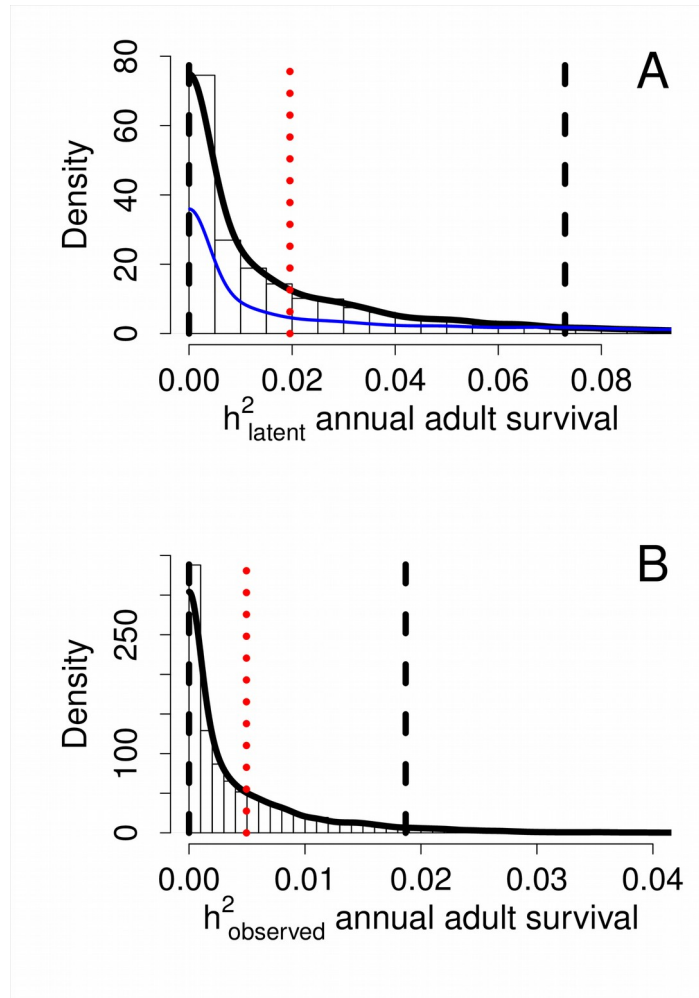 A
Density
80
60
40
20
0
0.00 0.02 0.04 0.06 0.08
h²latent annual adult survival
B
Density
250
100
0
0.00 0.01 0.02 0.03 0.04
h²observed annual adult survival